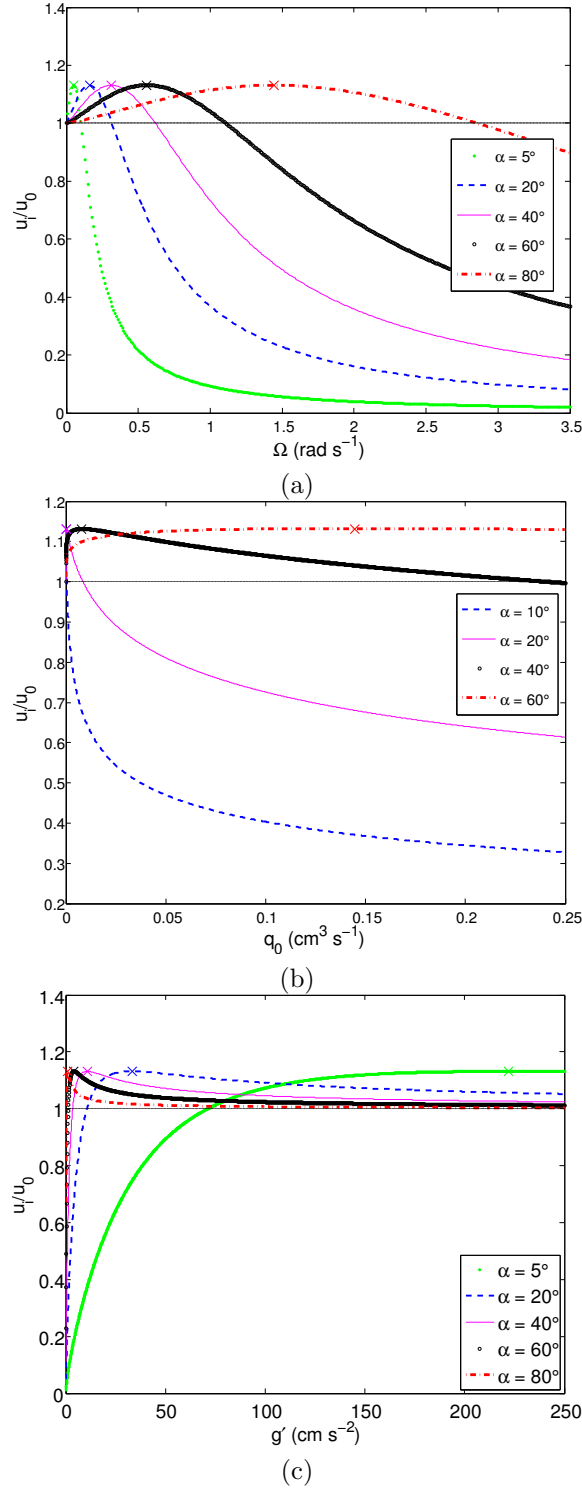 1.4
1.2
1
0.8
0.6
0.4
0.2
0
u_i/u_0
α = 5°
α = 20°
α = 40°
α = 60°
α = 80°
0 0.5 1 1.5 2 2.5 3 3.5
Ω (rad s⁻¹)
(a)
1.2
1.1
1
0.9
0.8
0.7
0.6
0.5
0.4
0.3
0.2
u_i/u_0
α = 10°
α = 20°
α = 40°
α = 60°
0 0.05 0.1 0.15 0.2 0.25
q_0 (cm³ s⁻¹)
(b)
1.4
1.2
1
0.8
0.6
0.4
0.2
0
u_i/u_0
α = 5°
α = 20°
α = 40°
α = 60°
α = 80°
0 50 100 150 200 250
g′ (cm s⁻²)
(c)